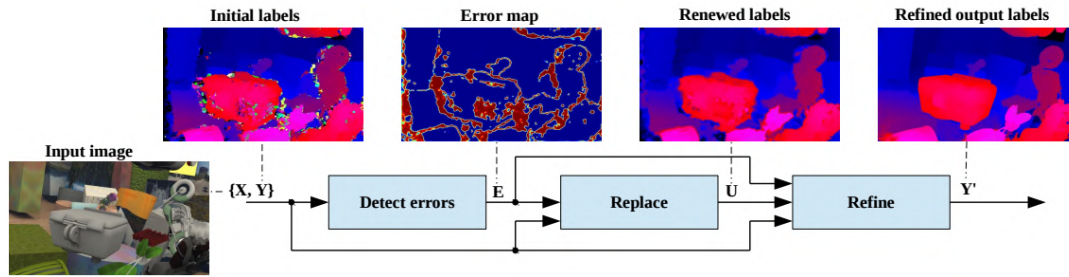 Initial labels
Error map
Renewed labels
Refined output labels
Input image
{X, Y}
Detect errors
E
Replace
U
Refine
Y'